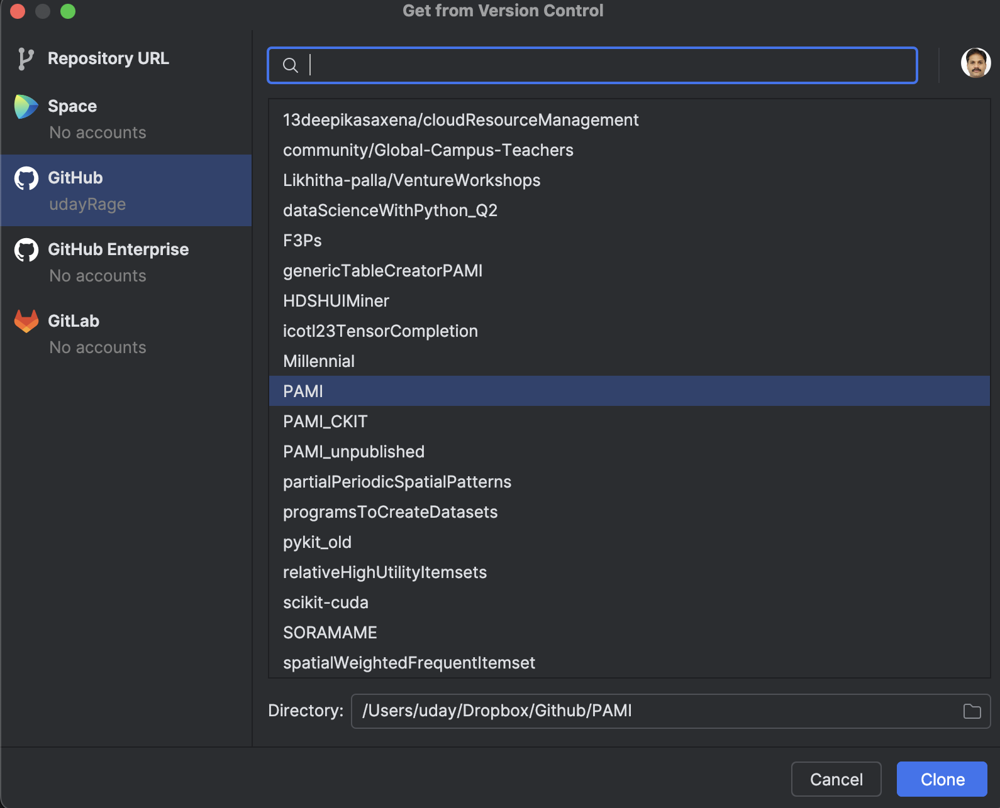 Get from Version Control
Repository URL
Space
No accounts
GitHub
udayRage
GitHub Enterprise
No accounts
GitLab
No accounts
13deepikasaxena/cloudResourceManagement
community/Global-Campus-Teachers
Likhitha-palla/VentureWorkshops
dataScienceWithPython_Q2
F3Ps
genericTableCreatorPAMI
HDSHUIMiner
icotl23TensorCompletion
Millennial
PAMI
PAMI_CKIT
PAMI_unpublished
partialPeriodicSpatialPatterns
programsToCreateDatasets
pykit_old
relativeHighUtilityItemsets
scikit-cuda
SORAMAME
spatialWeightedFrequentItemset
Directory: /Users/uday/Dropbox/Github/PAMI
Cancel Clone